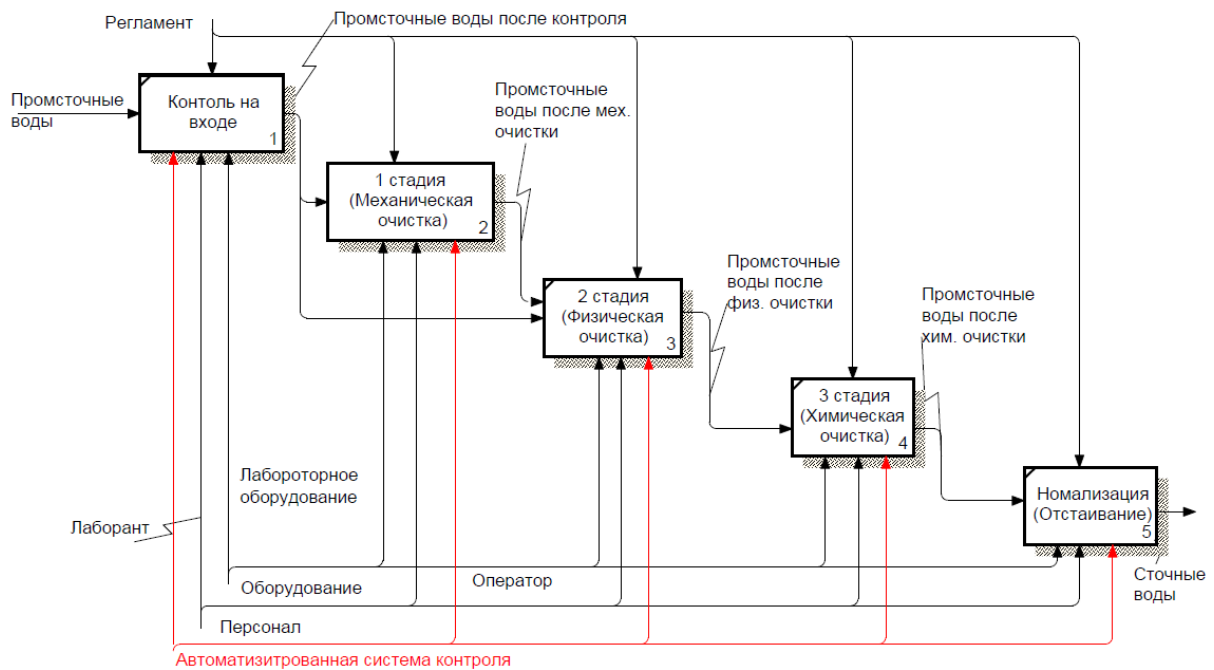 Регламент
Промсточные воды после контроля
Промсточные
воды
Контоль на
входе
1
Промсточные
воды после мех.
очистки
1 стадия
(Механическая
очистка)
2
2 стадия
(Физическая
очистка)
3
Промсточные
воды после
физ. очистки
Промсточные
воды после
хим. очистки
3 стадия
(Химическая
очистка)
4
Номализация
(Отстаивание)
5
Сточные
воды
Лабороторное
оборудование
Лаборант
Оборудование
Оператор
Персонал
Автоматизитрованная система контроля